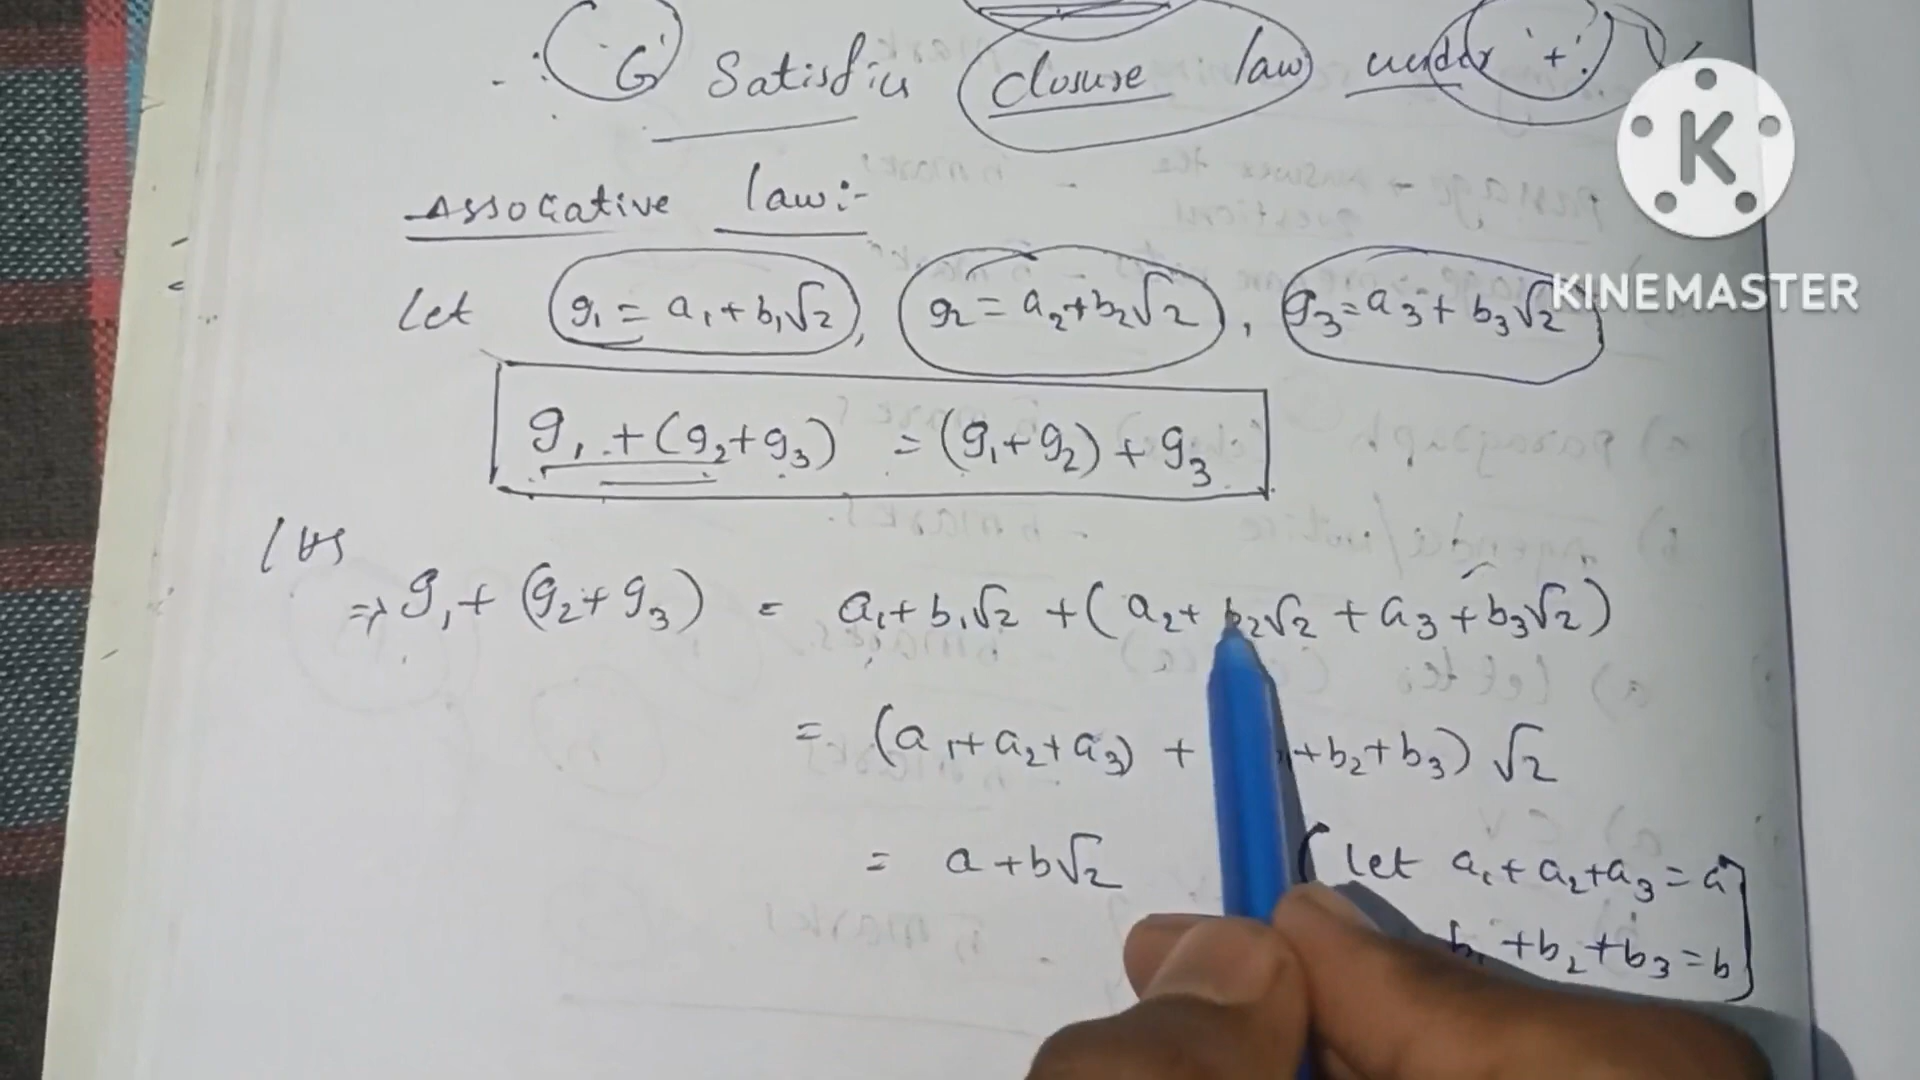 ∴ 'G' Satisfies closure law under '+'.
K
KINEMASTER
Assocative law:-
Let g₁ = a₁+b₁√2, g₂ = a₂+b₂√2, g₃=a₃+b₃√2
g₁+(g₂+g₃) = (g₁+g₂)+g₃
LHS
⇒ g₁+(g₂+g₃) = a₁+b₁√2 +(a₂+b₂√2 + a₃+b₃√2)
= (a₁+a₂+a₃) + +b₂+b₃)√2
= a+b√2 (let a₁+a₂+a₃=a
b₁+b₂+b₃=b]